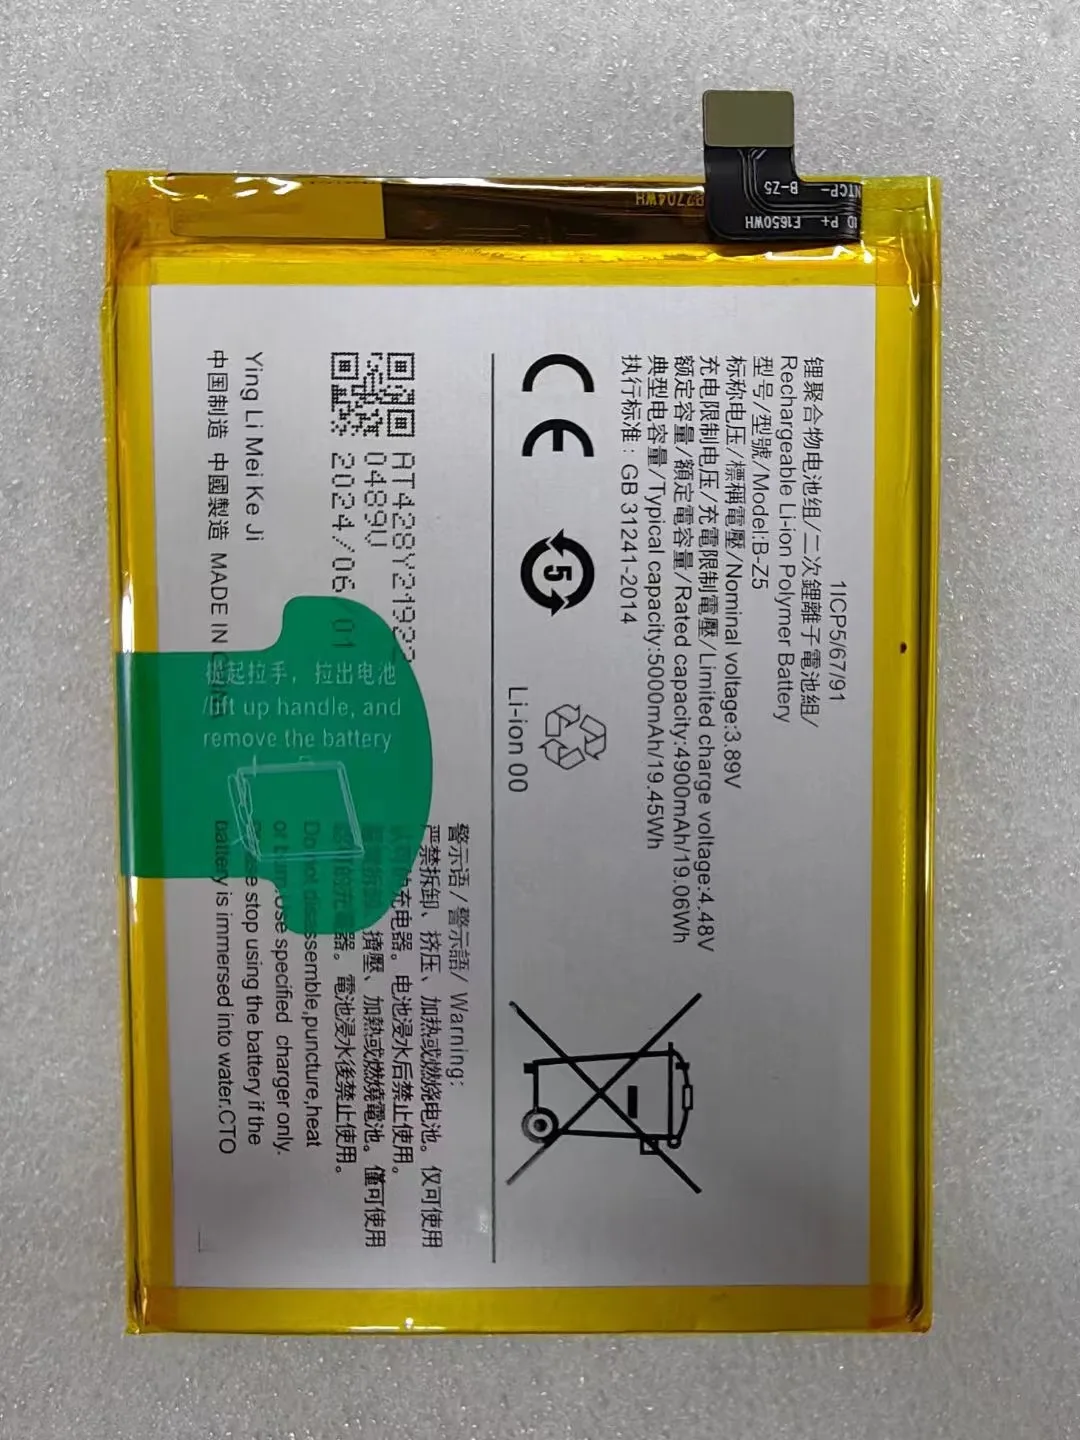 1ICP5/67/91
锂聚合物电池组/二次鋰離子電池組/
Rechargeable Li-ion Polymer Battery
型号/型號/Model:B-Z5
标称电压/標稱電壓/Nominal voltage:3.89V
充电限制电压/充電限制電壓/Limited charge voltage:4.48V
额定容量/額定電容量/Rated capacity:4900mAh/19.06Wh
典型电容量/Typical capacity:5000mAh/19.45Wh
执行标准：GB 31241-2014
CE
5
Li-ion 00
AT428Y2192
0489U
2024/06/01
Ying Li Mei Ke Ji
中国制造 中國製造 MADE IN
警示语/警示語/Warning:
严禁拆卸、挤压、加热或燃烧电池。仅可使用
充电器。电池浸水后禁止使用。
擠壓、加熱或燃燒電池。僅可使用
的充電器。電池浸水後禁止使用。
Do not disassemble,puncture,heat
or burn.Use specified charger only.
stop using the battery if the
battery is immersed into water.CTO
提起拉手，拉出电池
/lift up handle, and
remove the battery
NTCP- B-Z5
ID P+ F1650WH
2704WH